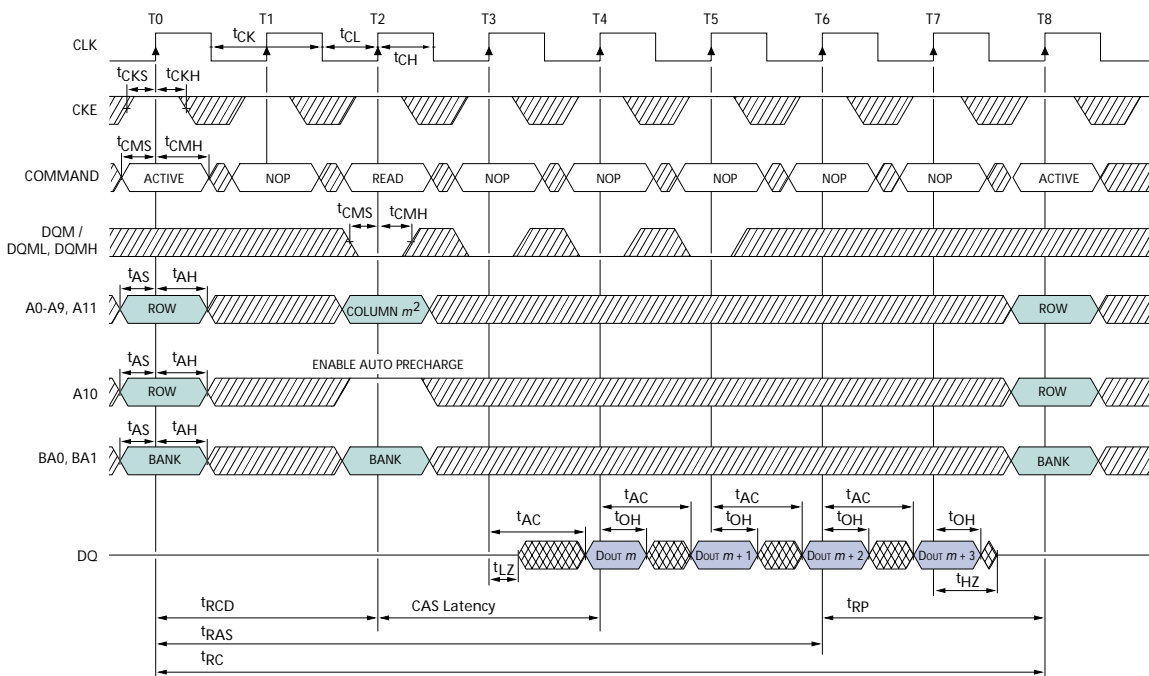 T0 T1 T2 T3 T4 T5 T6 T7 T8
CLK
tCK tCL
tCH
tCKS tCKH
CKE
tCMS tCMH
COMMAND ACTIVE NOP READ NOP NOP NOP NOP NOP ACTIVE
tCMS tCMH
DQM /
DQML, DQMH
tAS tAH
A0-A9, A11 ROW COLUMN m2 ROW
ENABLE AUTO PRECHARGE
tAS tAH
A10 ROW ROW
tAS tAH
BA0, BA1 BANK BANK BANK
tAC tAC tAC tAC
tOH tOH tOH tOH
DQ DOUT m DOUT m + 1 DOUT m + 2 DOUT m + 3
tLZ tHZ
tRCD CAS Latency tRP
tRAS
tRC